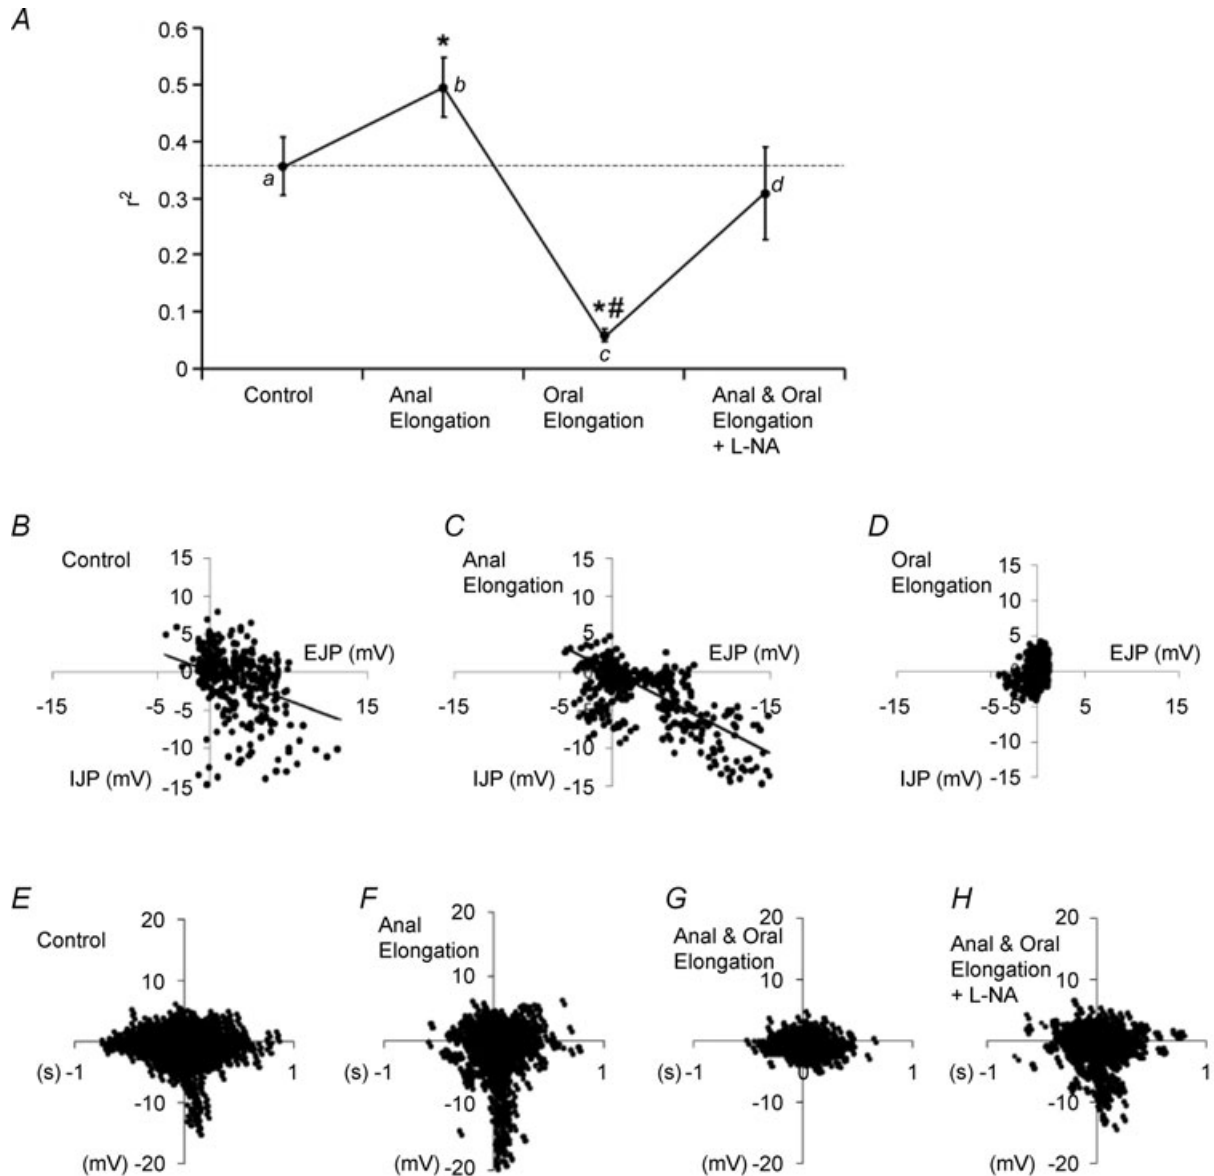 A
0.6
0.5
0.4
0.3
0.2
0.1
0
r²
a
*
b
*#
c
d
Control
Anal
Elongation
Oral
Elongation
Anal & Oral
Elongation
+ L-NA
B
Control
15
10
5
EJP (mV)
-15
-5
0
15
-5
-10
IJP (mV)
-15
C
Anal
Elongation
15
10
5
EJP (mV)
-15
-5
-15
-5
-10
IJP (mV)
-15
D
Oral
Elongation
15
10
5
EJP (mV)
-15
-5
0
5
15
-5
-10
IJP (mV)
-15
E
Control
20
10
(s) -1
1
-10
(mV) -20
F
Anal
Elongation
20
10
(s) -1
1
-10
(mV)
-20
G
Anal & Oral
Elongation
20
10
(s) -1
0
1
-10
(mV) -20
H
Anal & Oral
Elongation
+ L-NA
20
10
(s) -1
1
-10
(mV) -20